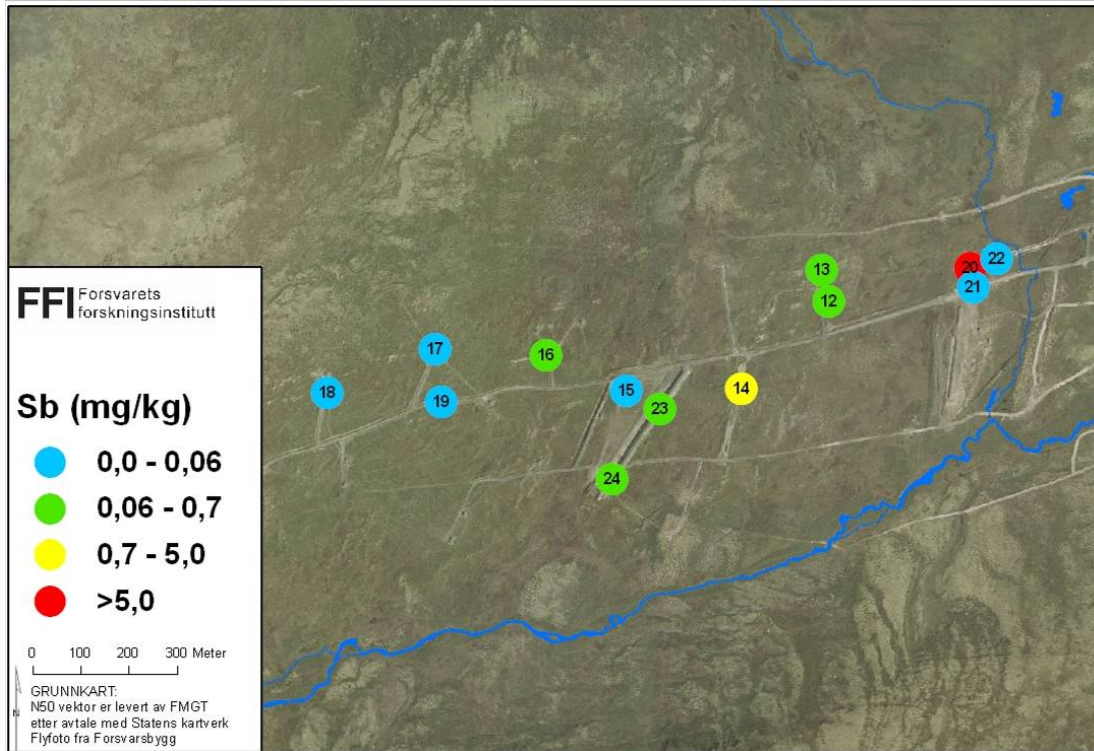 FFI Forsvarets
forskningsinstitutt
Sb (mg/kg)
0,0 - 0,06
0,06 - 0,7
0,7 - 5,0
>5,0
0 100 200 300 Meter
GRUNNKART:
N50 vektor er levert av FMGT
etter avtale med Statens kartverk
Flyfoto fra Forsvarsbygg
N
22
13
20
21
12
17
16
14
15
18
19
23
24